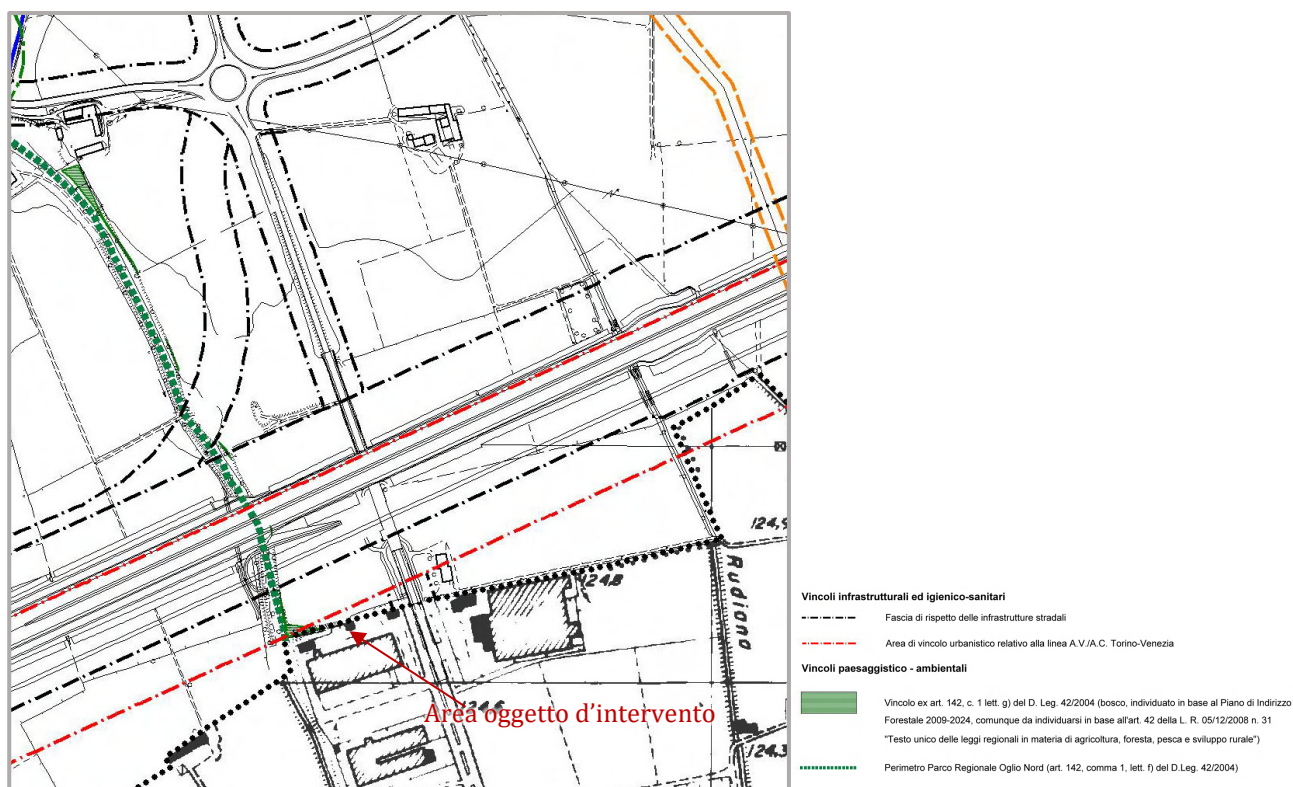 124,9
Rudiano
124,8
124,6
Area oggetto d'intervento
124,3
Vincoli infrastrutturali ed igienico-sanitari
Fascia di rispetto delle infrastrutture stradali
Area di vincolo urbanistico relativo alla linea A.V./A.C. Torino-Venezia
Vincoli paesaggistico - ambientali
Vincolo ex art. 142, c. 1 lett. g) del D. Leg. 42/2004 (bosco, individuato in base al Piano di Indirizzo
Forestale 2009-2024, comunque da individuarsi in base all'art. 42 della L. R. 05/12/2008 n. 31
"Testo unico delle leggi regionali in materia di agricoltura, foresta, pesca e sviluppo rurale")
Perimetro Parco Regionale Oglio Nord (art. 142, comma 1, lett. f) del D.Leg. 42/2004)